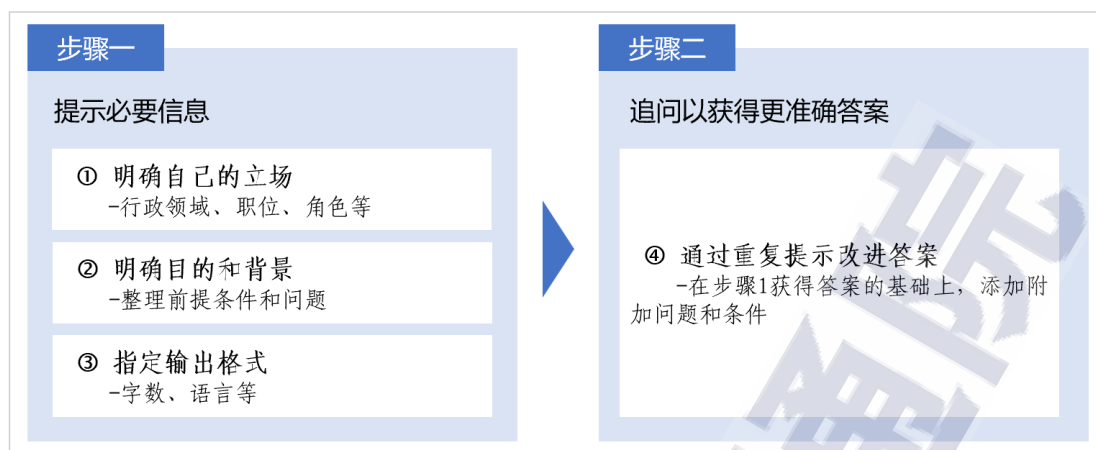 步骤一
提示必要信息
① 明确自己的立场
-行政领域、职位、角色等
② 明确目的和背景
-整理前提条件和问题
③ 指定输出格式
-字数、语言等
步骤二
追问以获得更准确答案
④ 通过重复提示改进答案
-在步骤1获得答案的基础上，添加附
加问题和条件